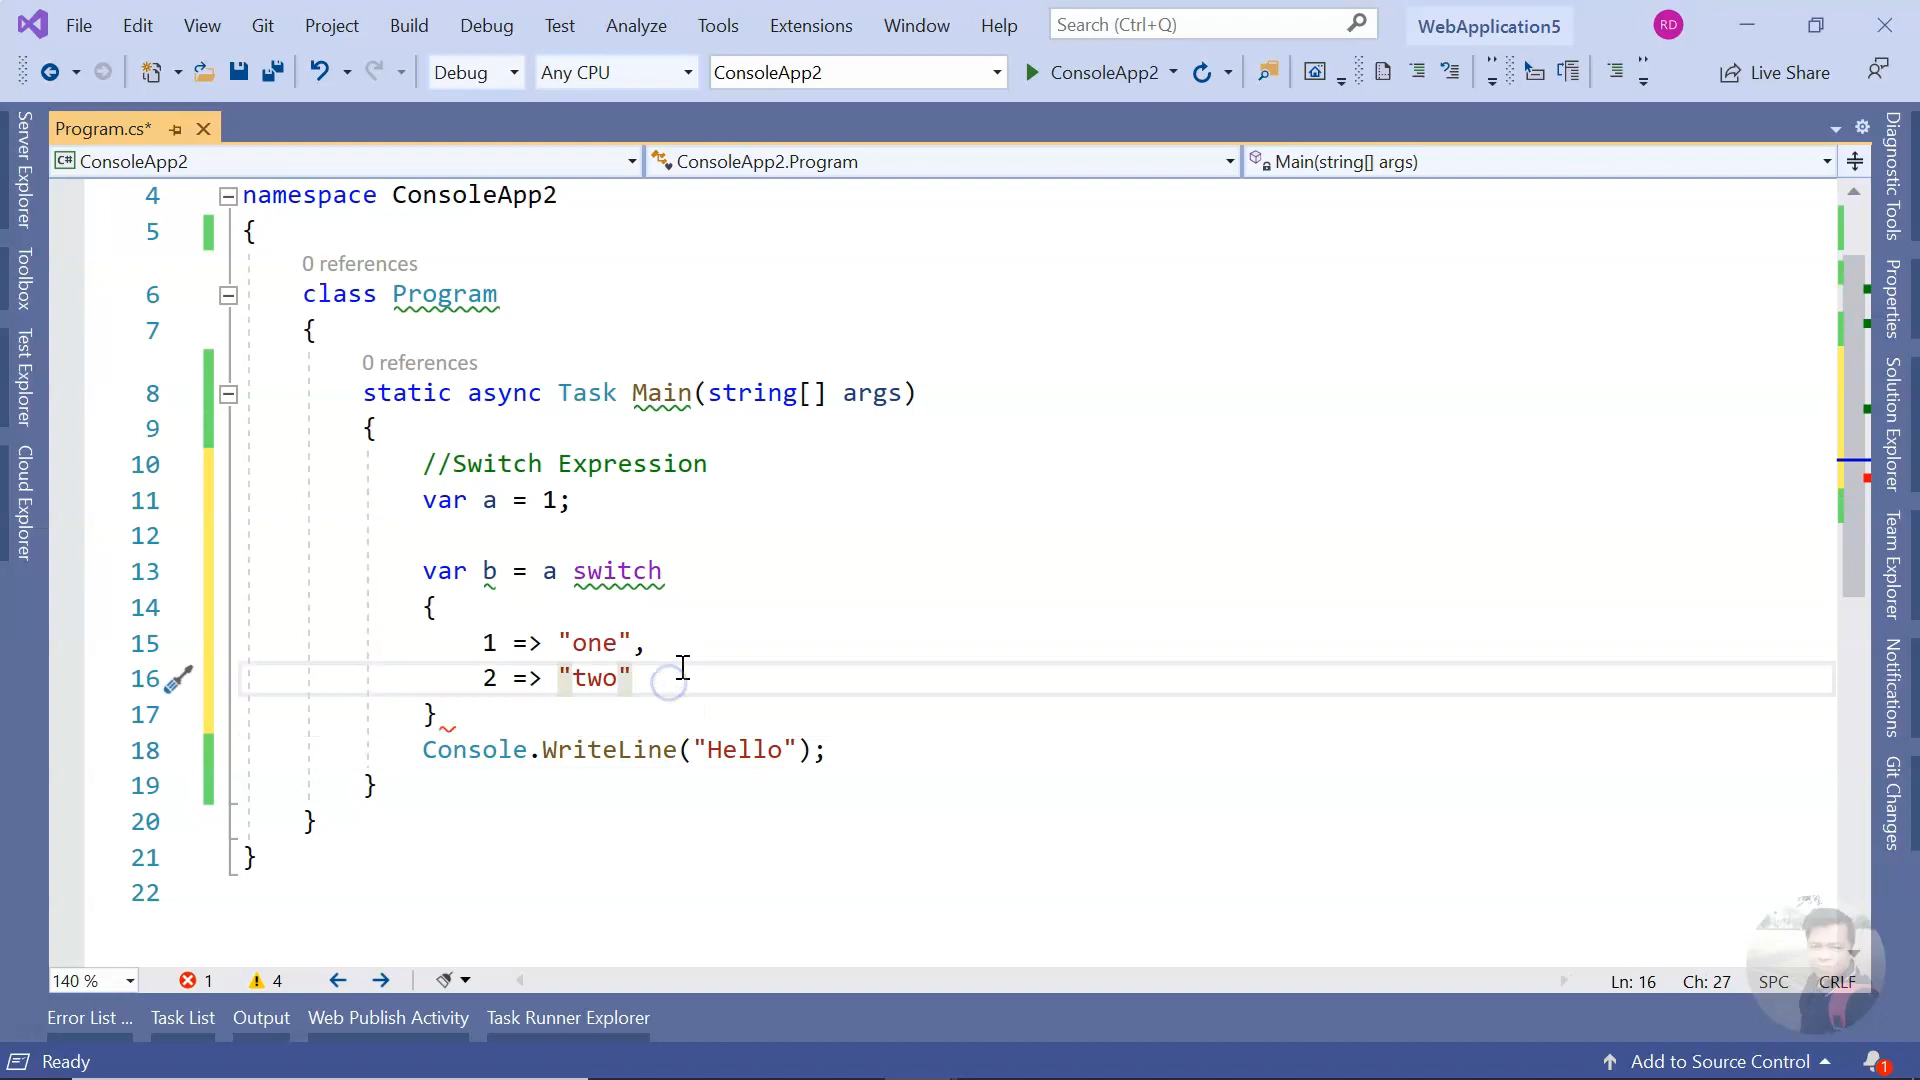 File Edit View Git Project Build Debug Test Analyze Tools Extensions Window Help Search (Ctrl+Q) WebApplication5 RD
Debug Any CPU ConsoleApp2 ConsoleApp2 Live Share
Program.cs*
C# ConsoleApp2 ConsoleApp2.Program Main(string[] args)
Server Explorer
Toolbox
Test Explorer
Cloud Explorer
4 namespace ConsoleApp2
5 {
0 references
6 class Program
7 {
0 references
8 static async Task Main(string[] args)
9 {
10 //Switch Expression
11 var a = 1;
12
13 var b = a switch
14 {
15 1 => "one",
16 2 => "two"
17 }
18 Console.WriteLine("Hello");
19 }
20 }
21 }
22
Diagnostic Tools
Properties
Solution Explorer
Team Explorer
Notifications
Git Changes
140 % 1 4 Ln: 16 Ch: 27 SPC CRLF
Error List ... Task List Output Web Publish Activity Task Runner Explorer
Ready Add to Source Control 1